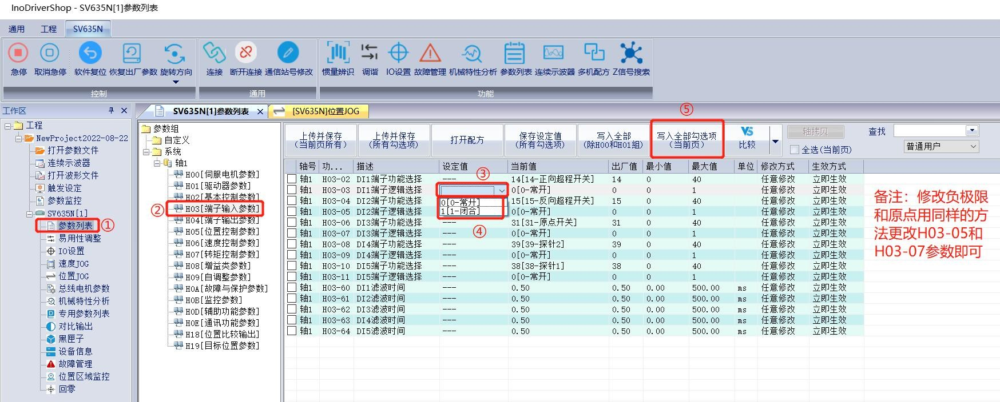 InoDriverShop - SV635N[1]参数列表
通用 工程 SV635N
急停 取消急停 软件复位 恢复出厂参数 旋转方向 连接 断开连接 通信站号修改 惯量辨识 调谐 IO设置 故障管理 机械特性分析 参数列表 连续示波器 多机配方 Z信号搜索
控制 通用 功能
工作区
工程
NewProject2022-08-22
打开参数文件
连续示波器
打开波形文件
触发设定
参数监控
SV635N[1]
参数列表 ①
易用性调整
IO设置
速度JOG
位置JOG
总线电机参数
机械特性分析
专用参数列表
对比输出
黑匣子
设备信息
故障管理
位置区域监控
回零
SV635N[1]参数列表 [SV635N]位置JOG
参数组
自定义
系统
轴1
H00[伺服电机参数]
H01[驱动器参数]
H02[基本控制参数]
② H03[端子输入参数]
H04[端子输出参数]
H05[位置控制参数]
H06[速度控制参数]
H07[转矩控制参数]
H08[增益类参数]
H09[自调整参数]
H0A[故障与保护参数]
H0B[监控参数]
H0D[辅助功能参数]
H0E[通讯功能参数]
H18[位置比较输出]
H19[目标位置参数]
⑤
上传并保存
(当前页所有)
上传并保存
(所有勾选项)
打开配方
保存设定值
(所有勾选项)
写入全部
(除H00和H01组)
写入全部勾选项
(当前页)
VS
比较
轴拷贝
全选(当前页)
查找
普通用户
轴号 功... 描述 设定值 当前值 出厂值 最小值 最大值 单位 修改方式 生效方式
轴1 H03-02 DI1端子功能选择 --- 14[14-正向超程开关] 14 0 40 任意修改 立即生效
③
轴1 H03-03 DI1端子逻辑选择 0[0-常开] 0 0 1 任意修改 立即生效
0[0-常开]
1[1-闭合]
④
轴1 H03-04 DI2端子功能选择 15[15-反向超程开关] 15 0 40 任意修改 立即生效
轴1 H03-05 DI2端子逻辑选择 0[0-常开] 0 0 1 任意修改 立即生效
轴1 H03-06 DI3端子功能选择 --- 31[31-原点开关] 31 0 40 任意修改 立即生效
轴1 H03-07 DI3端子逻辑选择 --- 0[0-常开] 0 0 1 任意修改 立即生效
轴1 H03-08 DI4端子功能选择 --- 39[39-探针2] 39 0 40 任意修改 立即生效
轴1 H03-09 DI4端子逻辑选择 --- 0[0-常开] 0 0 1 任意修改 立即生效
轴1 H03-10 DI5端子功能选择 --- 38[38-探针1] 38 0 40 任意修改 立即生效
轴1 H03-11 DI5端子逻辑选择 --- 0[0-常开] 0 0 1 任意修改 立即生效
轴1 H03-60 DI1滤波时间 --- 0.50 0.50 0.00 500.00 ms 任意修改 立即生效
轴1 H03-61 DI2滤波时间 --- 0.50 0.50 0.00 500.00 ms 任意修改 立即生效
轴1 H03-62 DI3滤波时间 --- 0.50 0.50 0.00 500.00 ms 任意修改 立即生效
轴1 H03-63 DI4滤波时间 --- 0.50 0.50 0.00 500.00 ms 任意修改 立即生效
轴1 H03-64 DI5滤波时间 --- 0.50 0.50 0.00 500.00 ms 任意修改 立即生效
备注：修改负极限
和原点用同样的方
法更改H03-05和
H03-07参数即可